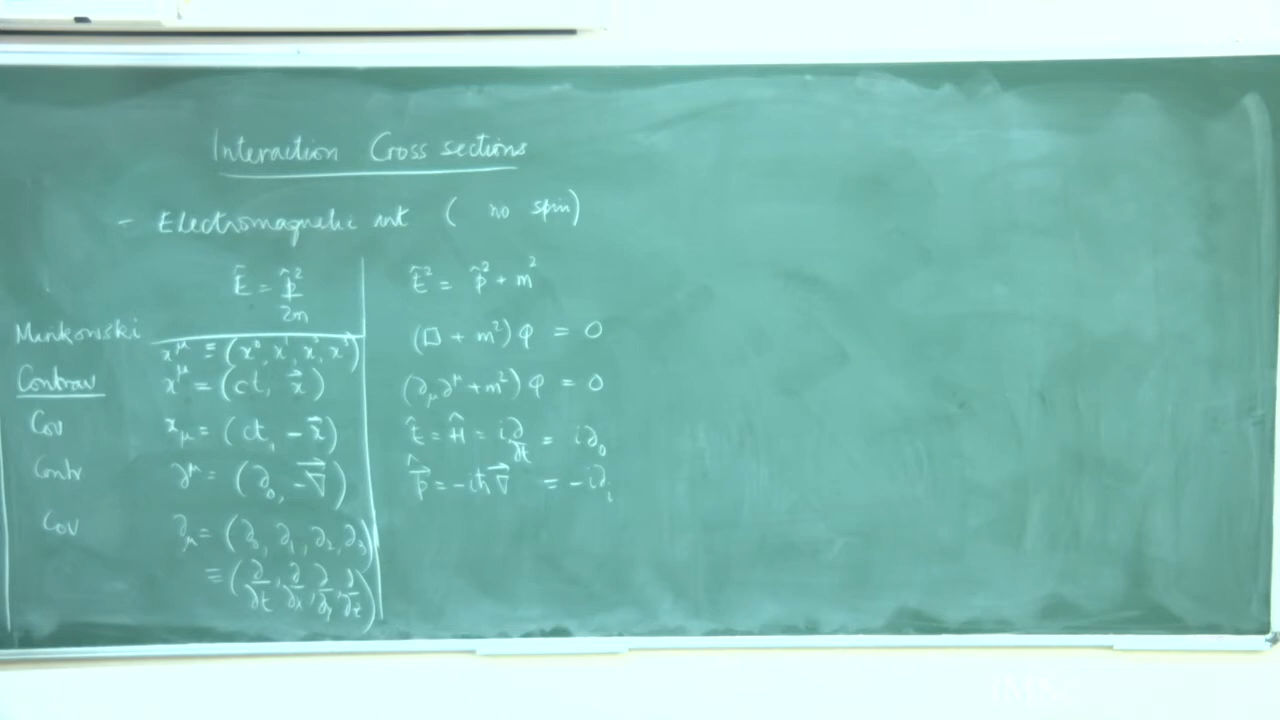 Interaction Cross sections
- Electromagnetic int ( no spin)
Ê = p̂²/2m
Ê² = p̂² + m²
Minkowski
x^μ ≡ (x⁰, x¹, x², x³)
(□ + m²) φ = 0
Contrav x^μ = (ct, x⃗)
(∂_μ ∂^μ + m²) φ = 0
Cov x_μ = (ct, -x⃗)
Ê = Ĥ = i ∂/∂t = i∂₀
Contr ∂^μ = (∂₀, -∇⃗)
p̂⃗ = -iħ∇⃗ = -i∂ᵢ
Cov ∂_μ = (∂₀, ∂₁, ∂₂, ∂₃)
≡ (∂/∂t, ∂/∂x, ∂/∂y, ∂/∂z)